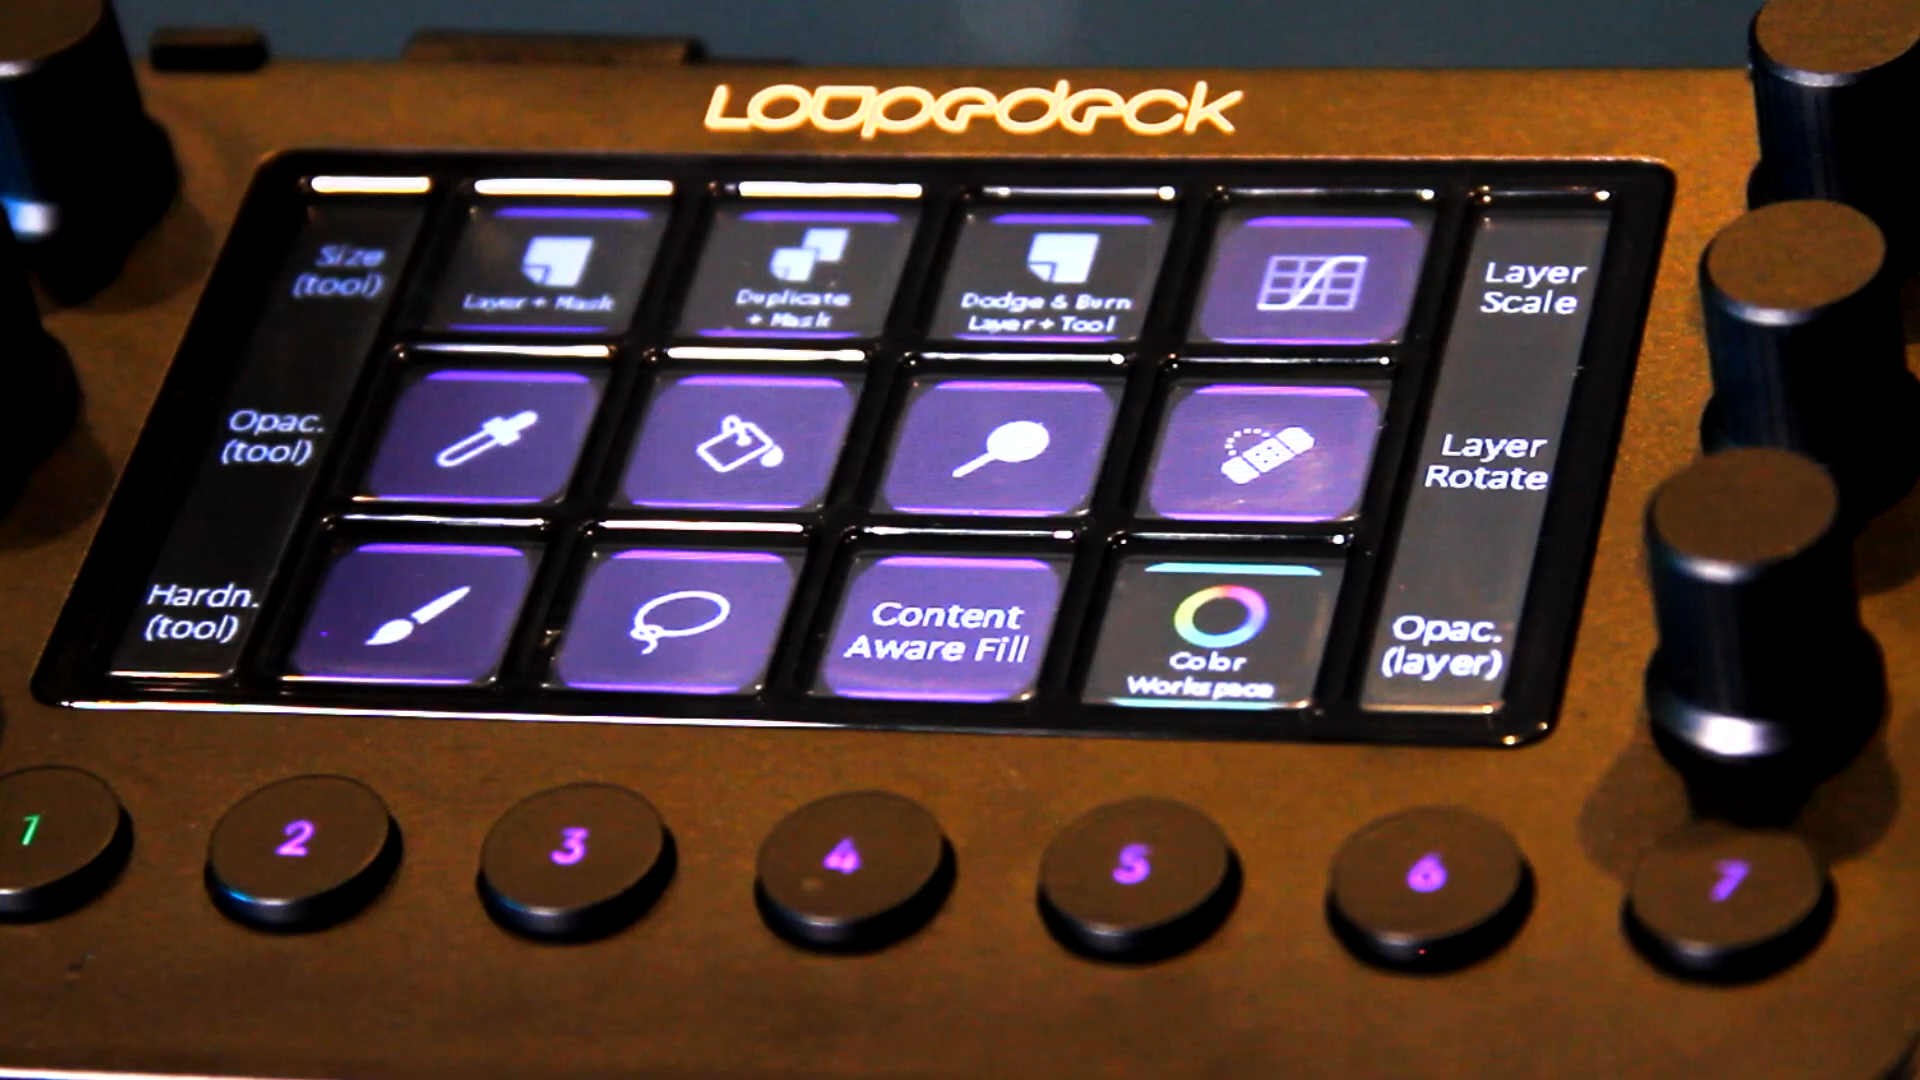 Loupedeck
Size
(tool)
Layer + Mask
Duplicate
+ Mask
Dodge & Burn
Layer + Tool
Layer
Scale
Opac.
(tool)
Layer
Rotate
Hardn.
(tool)
Content
Aware Fill
Color
Workspace
Opac.
(layer)
1
2
3
4
5
6
7